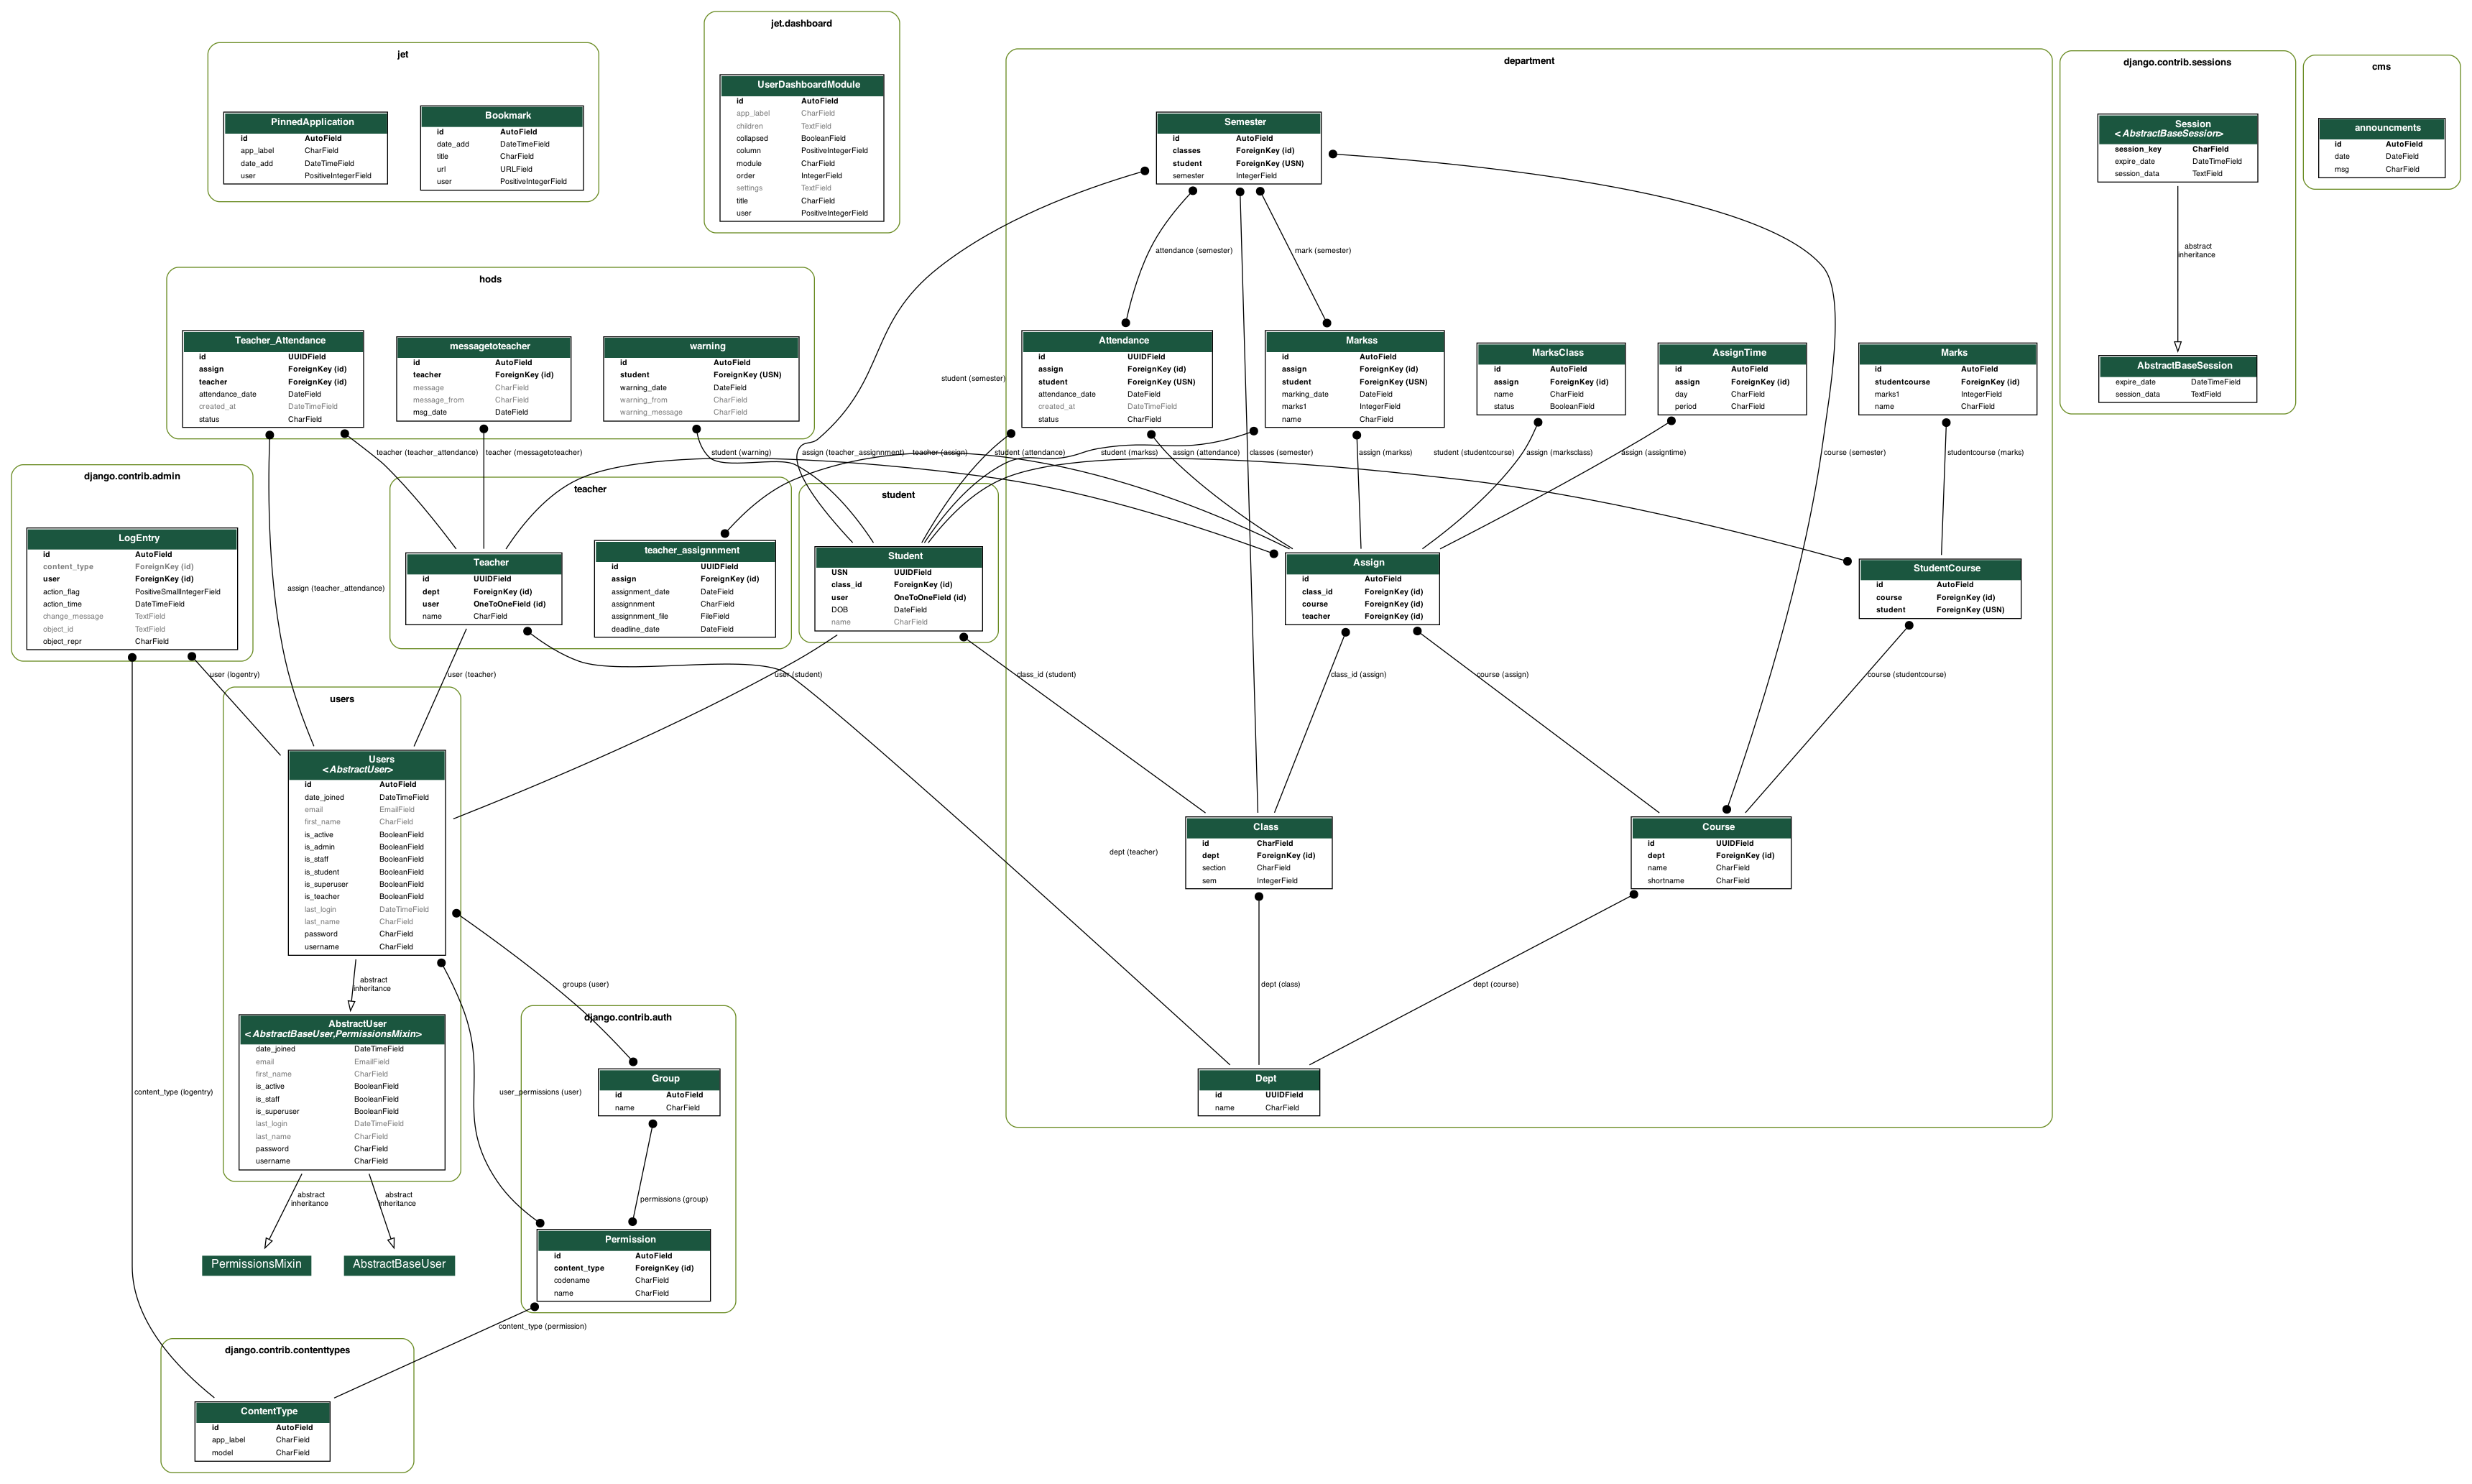 jet
PinnedApplication
id AutoField
app_label CharField
date_add DateTimeField
user PositiveIntegerField
Bookmark
id AutoField
date_add DateTimeField
title CharField
url URLField
user PositiveIntegerField
jet.dashboard
UserDashboardModule
id AutoField
app_label CharField
children TextField
collapsed BooleanField
column PositiveIntegerField
module CharField
order IntegerField
settings TextField
title CharField
user PositiveIntegerField
department
Semester
id AutoField
classes ForeignKey (id)
student ForeignKey (USN)
semester IntegerField
django.contrib.sessions
Session
<AbstractBaseSession>
session_key CharField
expire_date DateTimeField
session_data TextField
abstract
inheritance
AbstractBaseSession
expire_date DateTimeField
session_data TextField
cms
announcments
id AutoField
date DateField
msg CharField
attendance (semester)
mark (semester)
hods
Teacher_Attendance
id UUIDField
assign ForeignKey (id)
teacher ForeignKey (id)
attendance_date DateField
created_at DateTimeField
status CharField
messagetoteacher
id AutoField
teacher ForeignKey (id)
message CharField
message_from CharField
msg_date DateField
warning
id AutoField
student ForeignKey (USN)
warning_date DateField
warning_from CharField
warning_message CharField
student (semester)
Attendance
id UUIDField
assign ForeignKey (id)
student ForeignKey (USN)
attendance_date DateField
created_at DateTimeField
status CharField
Markss
id AutoField
assign ForeignKey (id)
student ForeignKey (USN)
marking_date DateField
marks1 IntegerField
name CharField
MarksClass
id AutoField
assign ForeignKey (id)
name CharField
status BooleanField
AssignTime
id AutoField
assign ForeignKey (id)
day CharField
period CharField
Marks
id AutoField
studentcourse ForeignKey (id)
marks1 IntegerField
name CharField
teacher (teacher_attendance)
teacher (messagetoteacher)
student (warning)
assign (teacher_assignnment)
teacher (assign)
student (attendance)
student (markss)
assign (attendance)
classes (semester)
assign (markss)
student (studentcourse)
assign (marksclass)
assign (assigntime)
course (semester)
studentcourse (marks)
django.contrib.admin
LogEntry
id AutoField
content_type ForeignKey (id)
user ForeignKey (id)
action_flag PositiveSmallIntegerField
action_time DateTimeField
change_message TextField
object_id TextField
object_repr CharField
assign (teacher_attendance)
teacher
Teacher
id UUIDField
dept ForeignKey (id)
user OneToOneField (id)
name CharField
teacher_assignnment
id UUIDField
assign ForeignKey (id)
assignment_date DateField
assignnment CharField
assignnment_file FileField
deadline_date DateField
student
Student
USN UUIDField
class_id ForeignKey (id)
user OneToOneField (id)
DOB DateField
name CharField
Assign
id AutoField
class_id ForeignKey (id)
course ForeignKey (id)
teacher ForeignKey (id)
StudentCourse
id AutoField
course ForeignKey (id)
student ForeignKey (USN)
user (logentry)
user (teacher)
user (student)
class_id (student)
class_id (assign)
course (assign)
course (studentcourse)
users
Users
<AbstractUser>
id AutoField
date_joined DateTimeField
email EmailField
first_name CharField
is_active BooleanField
is_admin BooleanField
is_staff BooleanField
is_student BooleanField
is_superuser BooleanField
is_teacher BooleanField
last_login DateTimeField
last_name CharField
password CharField
username CharField
dept (teacher)
Class
id CharField
dept ForeignKey (id)
section CharField
sem IntegerField
Course
id UUIDField
dept ForeignKey (id)
name CharField
shortname CharField
abstract
inheritance
groups (user)
dept (class)
dept (course)
AbstractUser
<AbstractBaseUser,PermissionsMixin>
date_joined DateTimeField
email EmailField
first_name CharField
is_active BooleanField
is_staff BooleanField
is_superuser BooleanField
last_login DateTimeField
last_name CharField
password CharField
username CharField
content_type (logentry)
user_permissions (user)
django.contrib.auth
Group
id AutoField
name CharField
Dept
id UUIDField
name CharField
abstract
inheritance
abstract
inheritance
permissions (group)
PermissionsMixin
AbstractBaseUser
Permission
id AutoField
content_type ForeignKey (id)
codename CharField
name CharField
content_type (permission)
django.contrib.contenttypes
ContentType
id AutoField
app_label CharField
model CharField